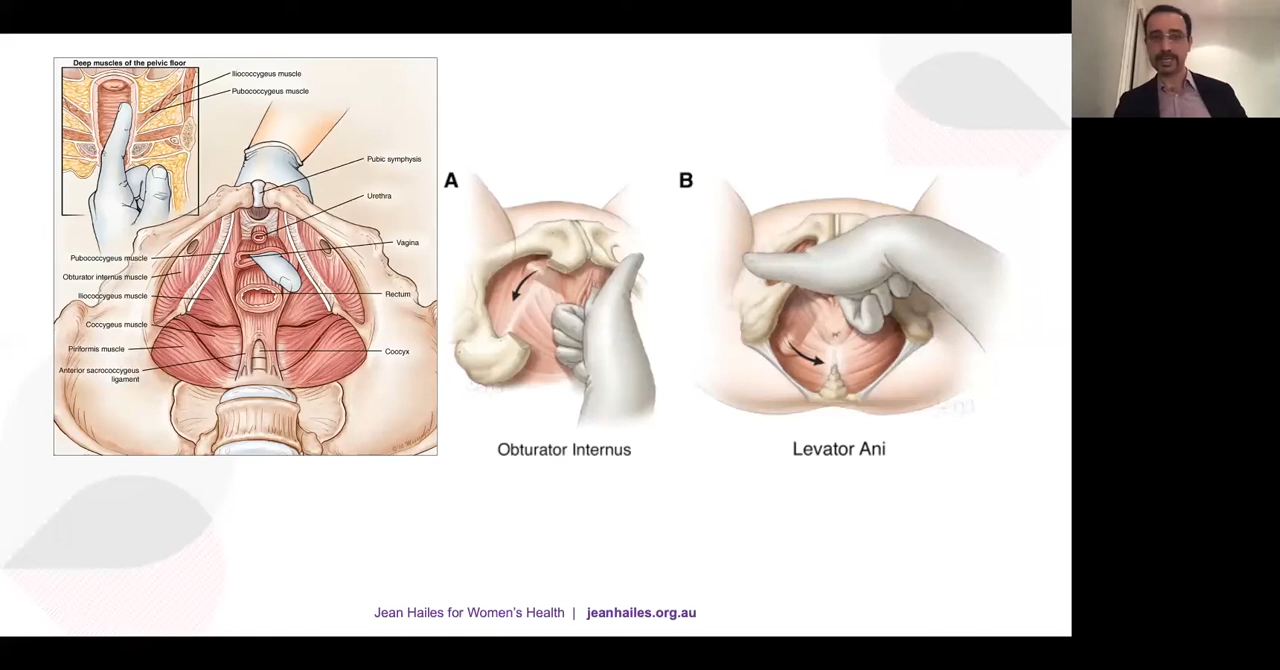 Deep muscles of the pelvic floor
Iliococcygeus muscle
Pubococcygeus muscle
Pubic symphysis
Urethra
Vagina
Pubococcygeus muscle
Obturator internus muscle
Iliococcygeus muscle
Rectum
Coccygeus muscle
Piriformis muscle
Coccyx
Anterior sacrococcygeus
ligament
A
B
Obturator Internus
Levator Ani
Jean Hailes for Women's Health | jeanhailes.org.au